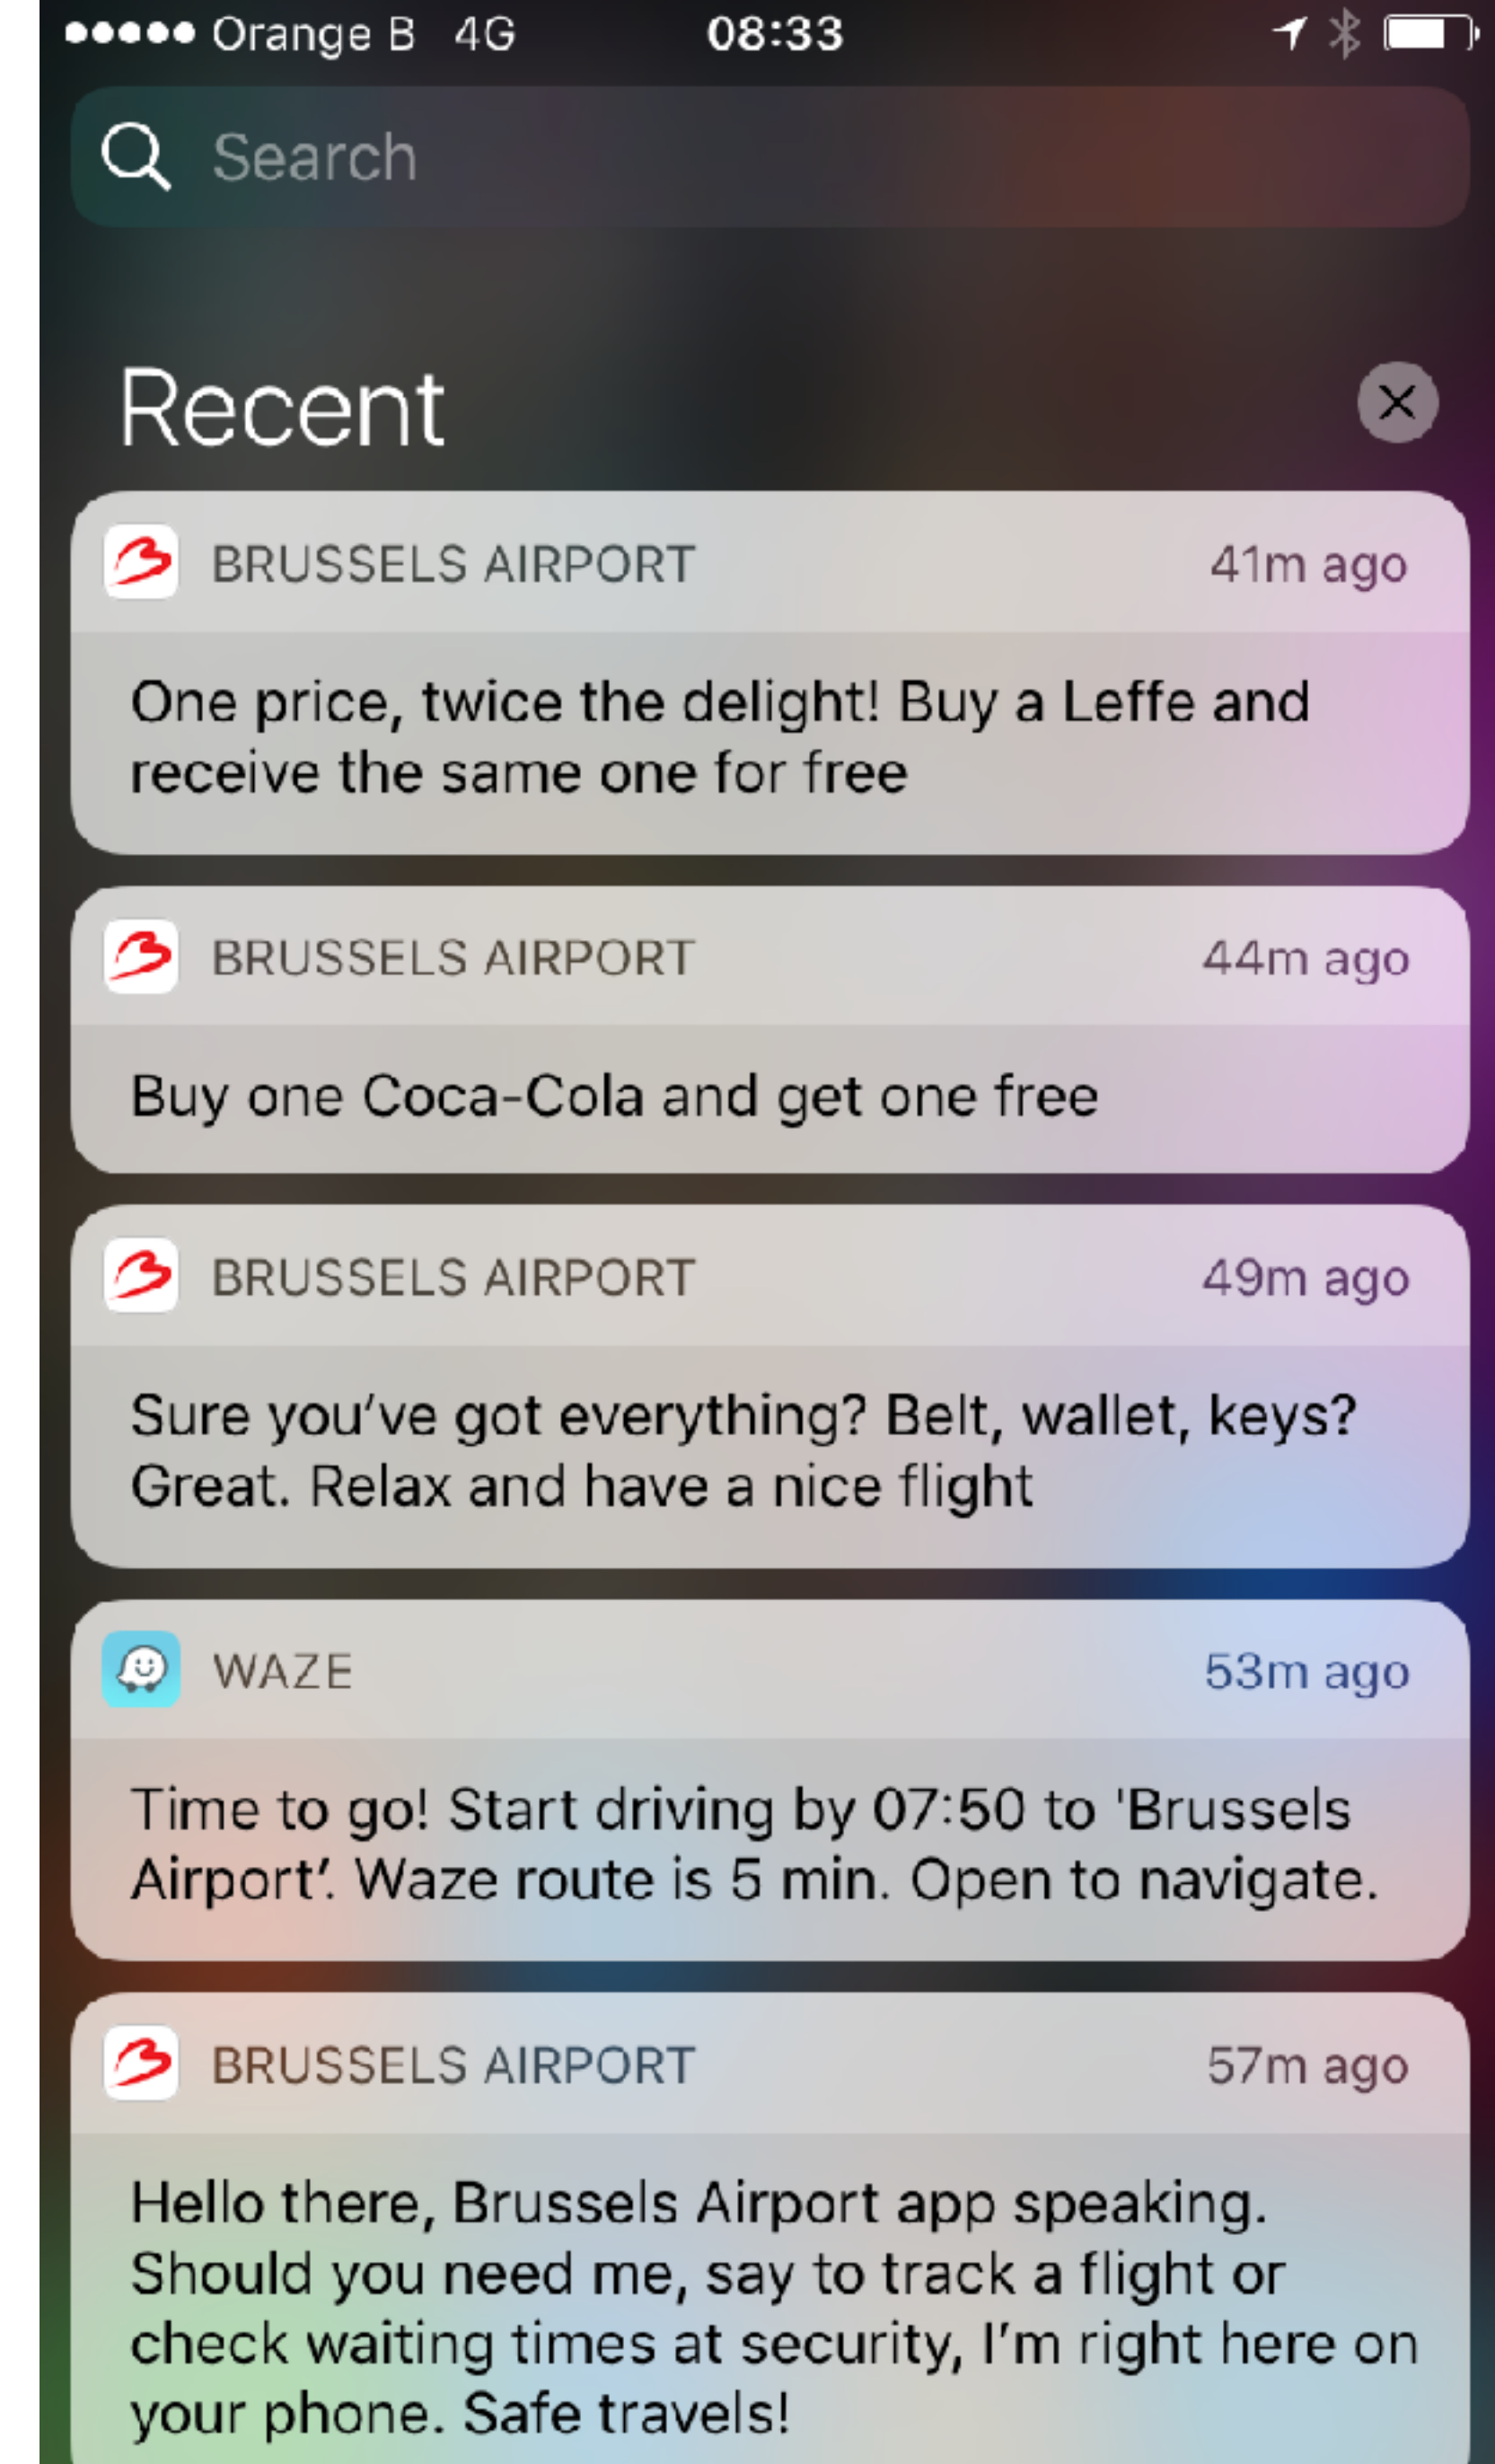 Orange B 4G 08:33
Search
Recent
BRUSSELS AIRPORT 41m ago
One price, twice the delight! Buy a Leffe and
receive the same one for free
BRUSSELS AIRPORT 44m ago
Buy one Coca-Cola and get one free
BRUSSELS AIRPORT 49m ago
Sure you've got everything? Belt, wallet, keys?
Great. Relax and have a nice flight
WAZE 53m ago
Time to go! Start driving by 07:50 to 'Brussels
Airport'. Waze route is 5 min. Open to navigate.
BRUSSELS AIRPORT 57m ago
Hello there, Brussels Airport app speaking.
Should you need me, say to track a flight or
check waiting times at security, I'm right here on
your phone. Safe travels!